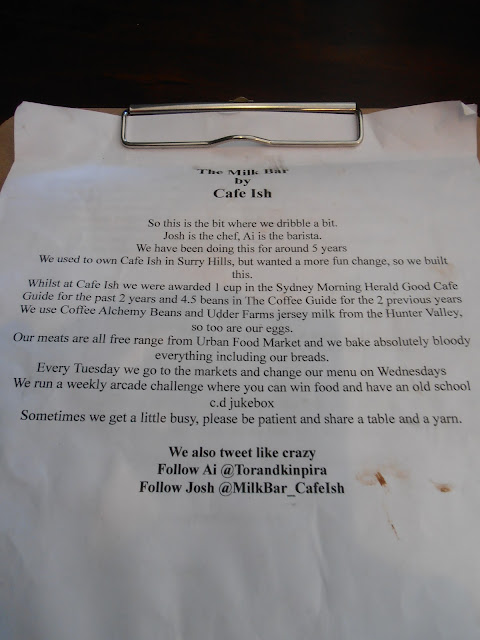 The Milk Bar
by
Cafe Ish
So this is the bit where we dribble a bit.
Josh is the chef, Ai is the barista.
We have been doing this for around 5 years
We used to own Cafe Ish in Surry Hills, but wanted a more fun change, so we built
this.
Whilst at Cafe Ish we were awarded 1 cup in the Sydney Morning Herald Good Cafe
Guide for the past 2 years and 4.5 beans in The Coffee Guide for the 2 previous years
We use Coffee Alchemy Beans and Udder Farms jersey milk from the Hunter Valley,
so too are our eggs.
Our meats are all free range from Urban Food Market and we bake absolutely bloody
everything including our breads.
Every Tuesday we go to the markets and change our menu on Wednesdays
We run a weekly arcade challenge where you can win food and have an old school
c.d jukebox
Sometimes we get a little busy, please be patient and share a table and a yarn.
We also tweet like crazy
Follow Ai @Torandkinpira
Follow Josh @MilkBar_CafeIsh